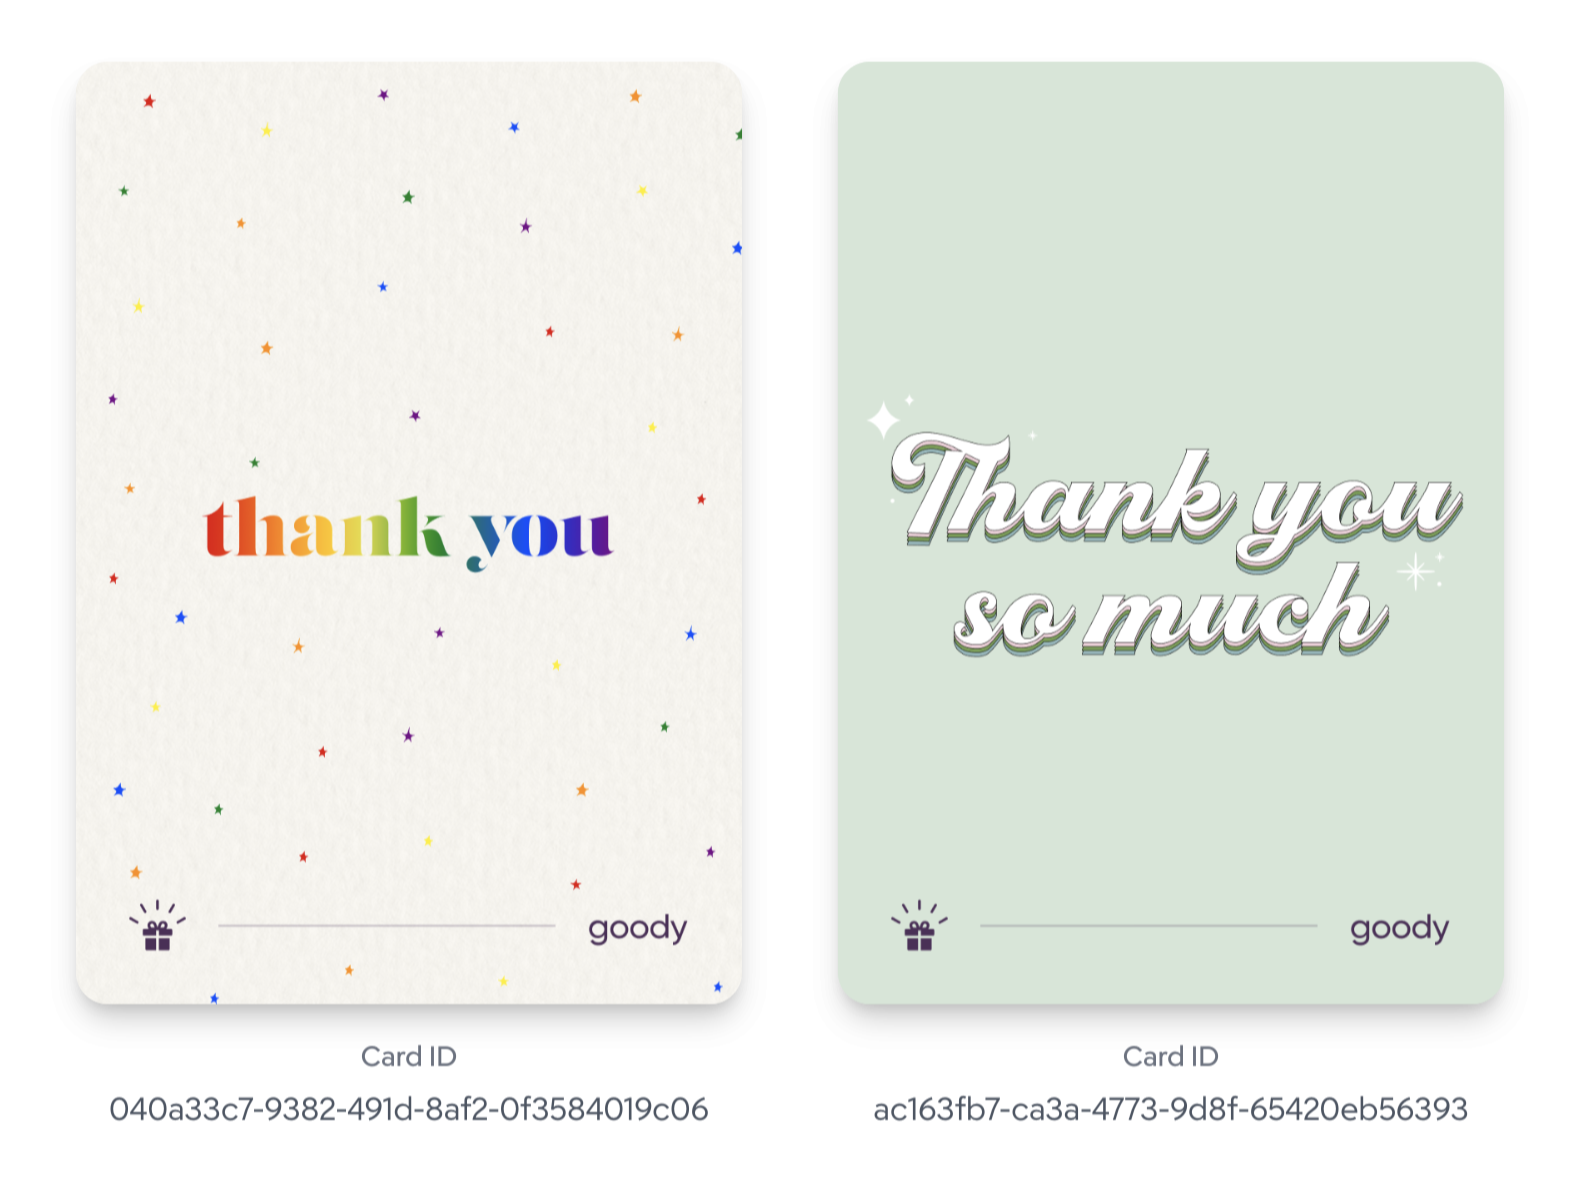 thank you
goody
Card ID
040a33c7-9382-491d-8af2-0f3584019c06
Thank you
so much
goody
Card ID
ac163fb7-ca3a-4773-9d8f-65420eb56393